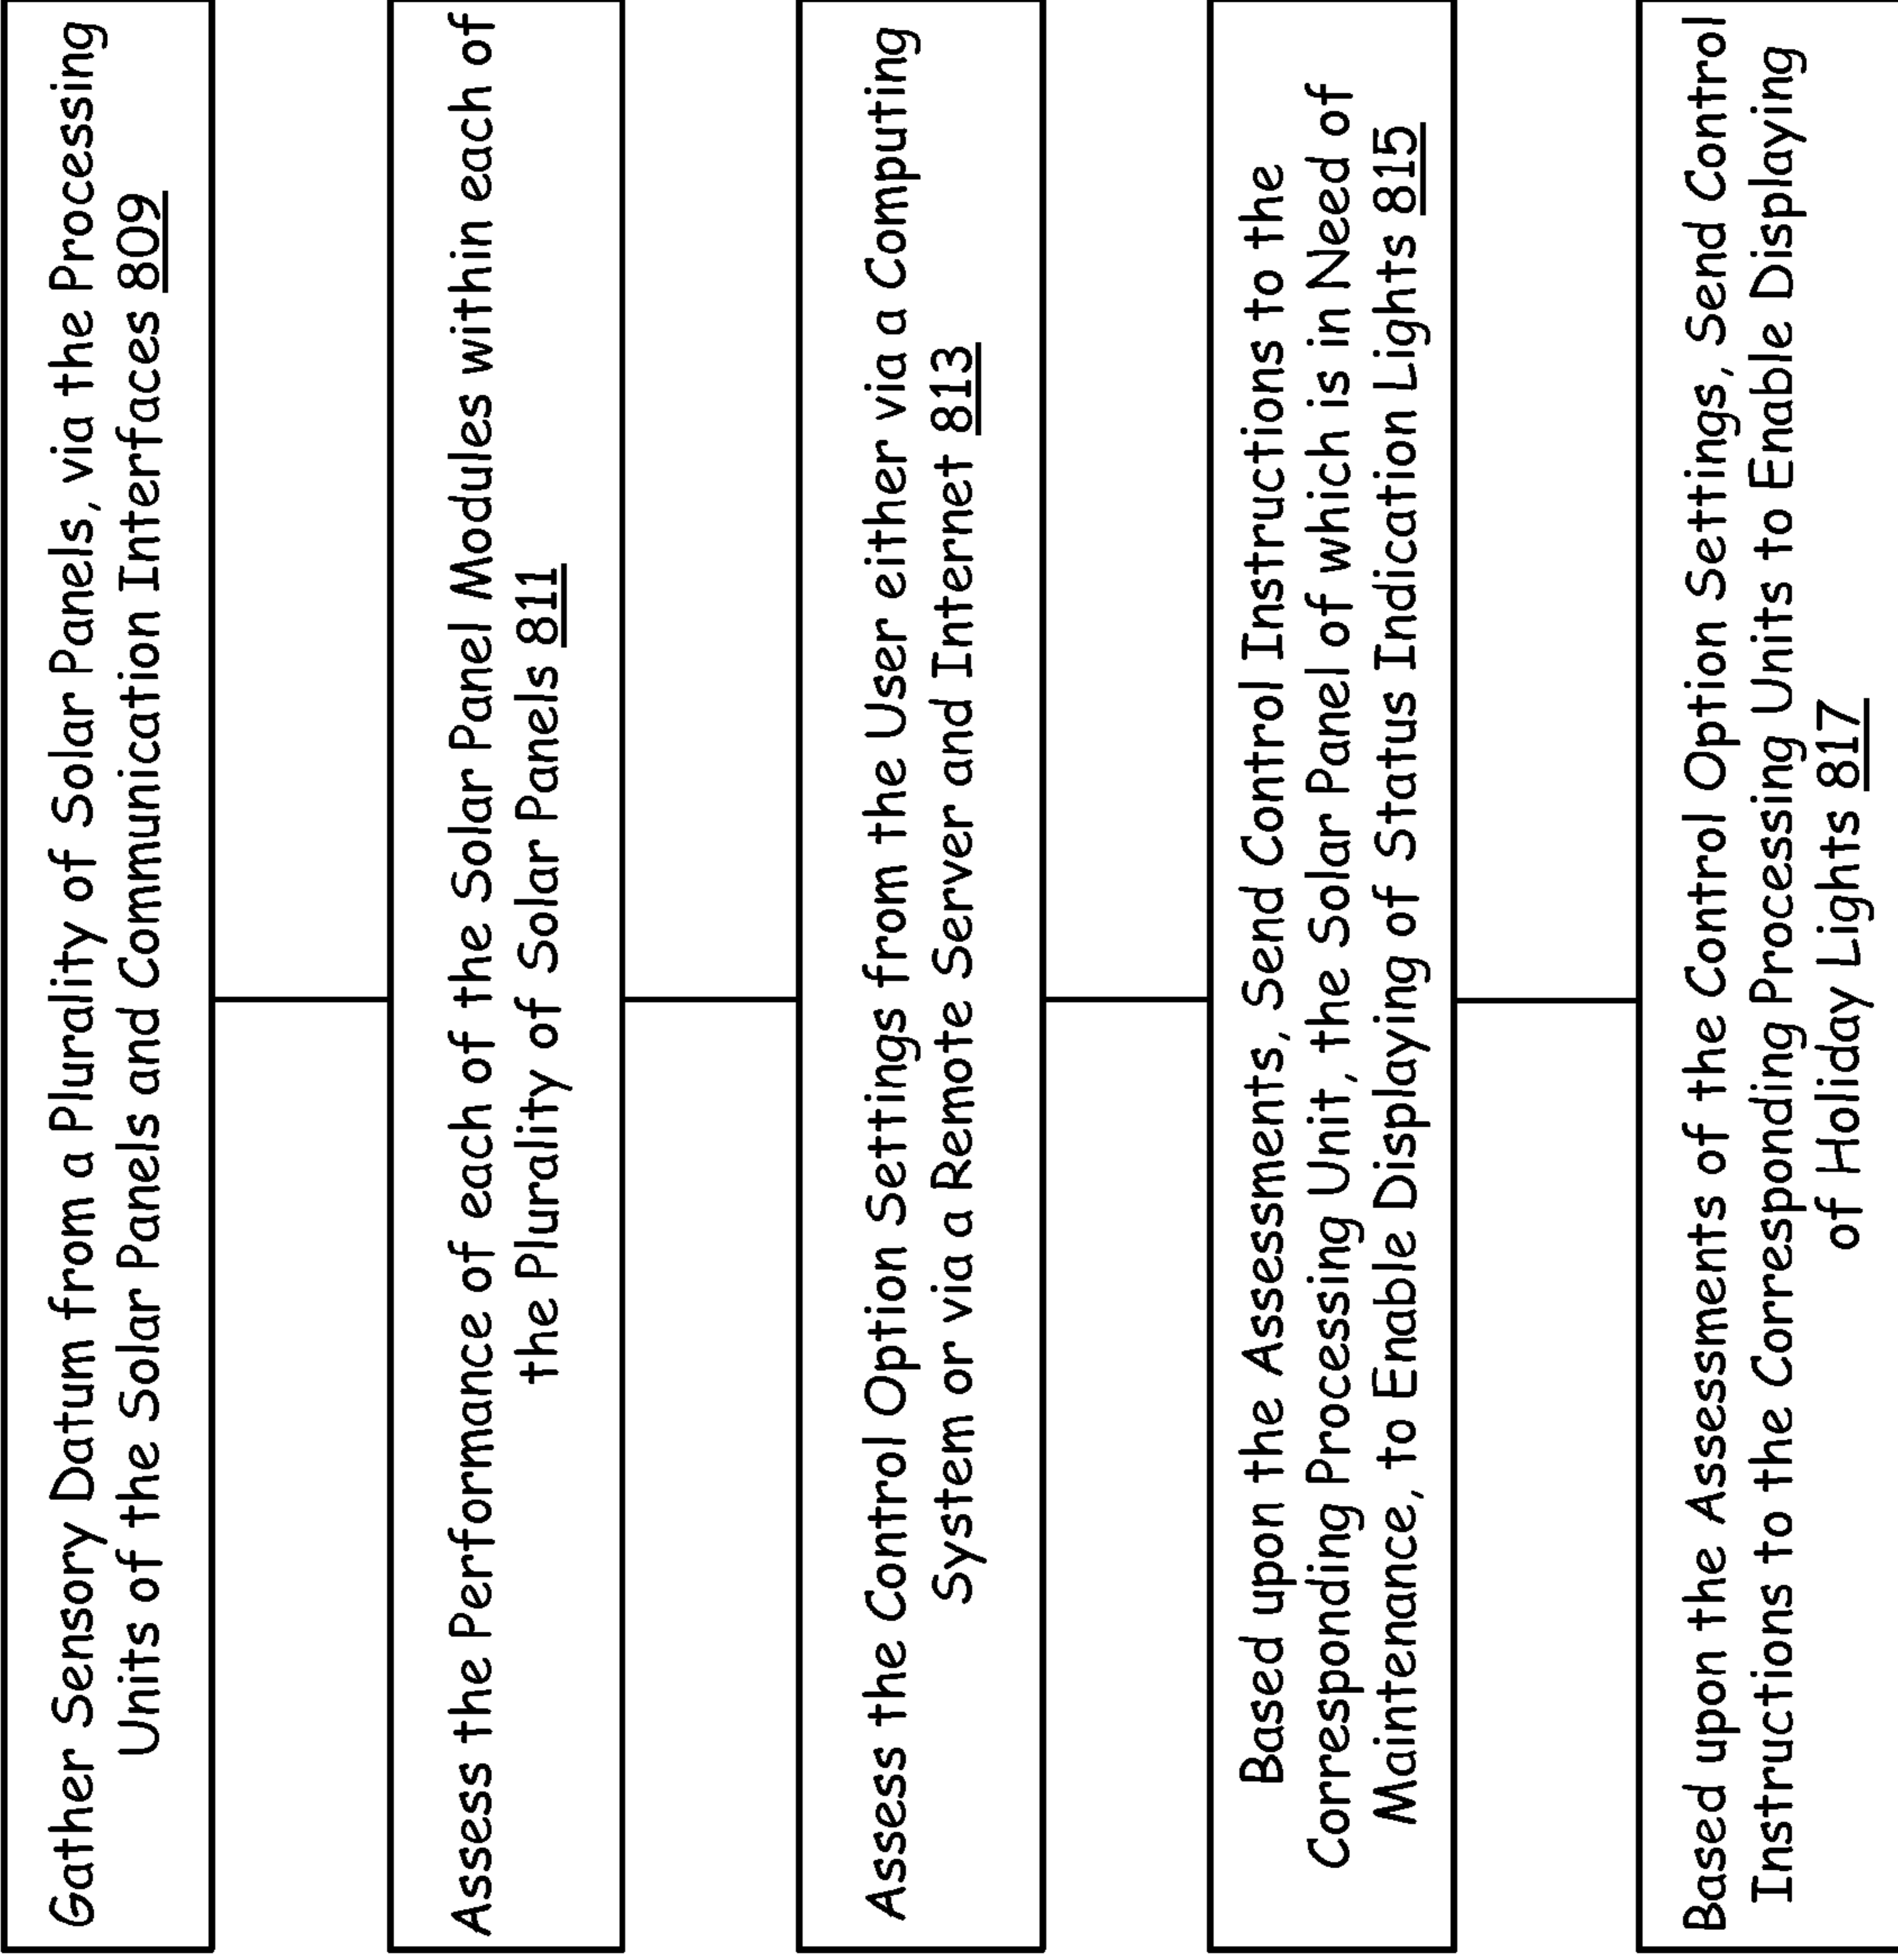 Gather Sensory Datum from a Plurality of Solar Panels, via the Processing
Units of the Solar Panels and Communication Interfaces 809
Assess the Performance of each of the Solar Panel Modules within each of
the Plurality of Solar Panels 811
Assess the Control Option Settings from the User either via a Computing
System or via a Remote Server and Internet 813
Based upon the Assessments, Send Control Instructions to the
Corresponding Processing Unit, the Solar Panel of which is in Need of
Maintenance, to Enable Displaying of Status Indication Lights 815
Based upon the Assessments of the Control Option Settings, Send Control
Instructions to the Corresponding Processing Units to Enable Displaying
of Holiday Lights 817